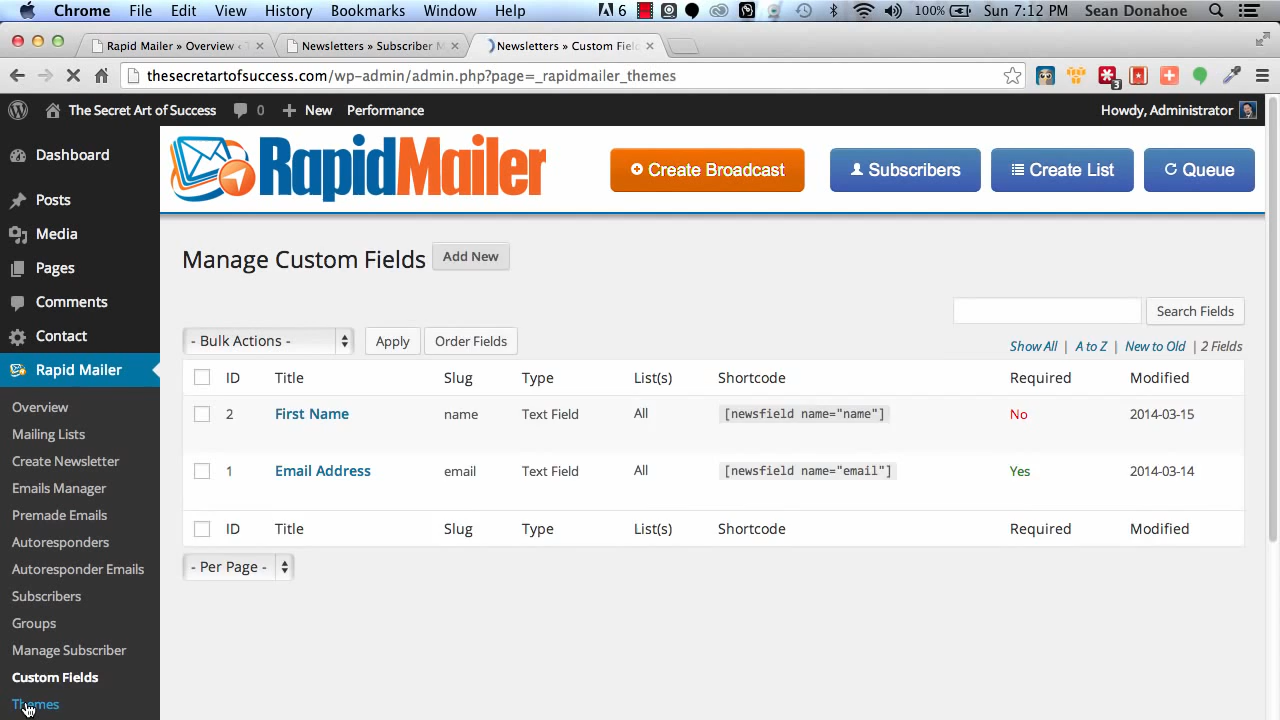 Chrome File Edit View History Bookmarks Window Help 6 100% Sun 7:12 PM Sean Donahoe
Rapid Mailer » Overview ‹ Newsletters » Subscriber M Newsletters » Custom Field
thesecretartofsuccess.com/wp-admin/admin.php?page=_rapidmailer_themes 3
The Secret Art of Success 0 New Performance Howdy, Administrator
RapidMailer Create Broadcast Subscribers Create List Queue
Dashboard
Posts
Media
Pages
Comments
Contact
Rapid Mailer
Overview
Mailing Lists
Create Newsletter
Emails Manager
Premade Emails
Autoresponders
Autoresponder Emails
Subscribers
Groups
Manage Subscriber
Custom Fields
Themes
Manage Custom Fields Add New
Search Fields
- Bulk Actions - Apply Order Fields
Show All | A to Z | New to Old | 2 Fields
ID Title Slug Type List(s) Shortcode Required Modified
2 First Name name Text Field All [newsfield name="name"] No 2014-03-15
1 Email Address email Text Field All [newsfield name="email"] Yes 2014-03-14
ID Title Slug Type List(s) Shortcode Required Modified
- Per Page -